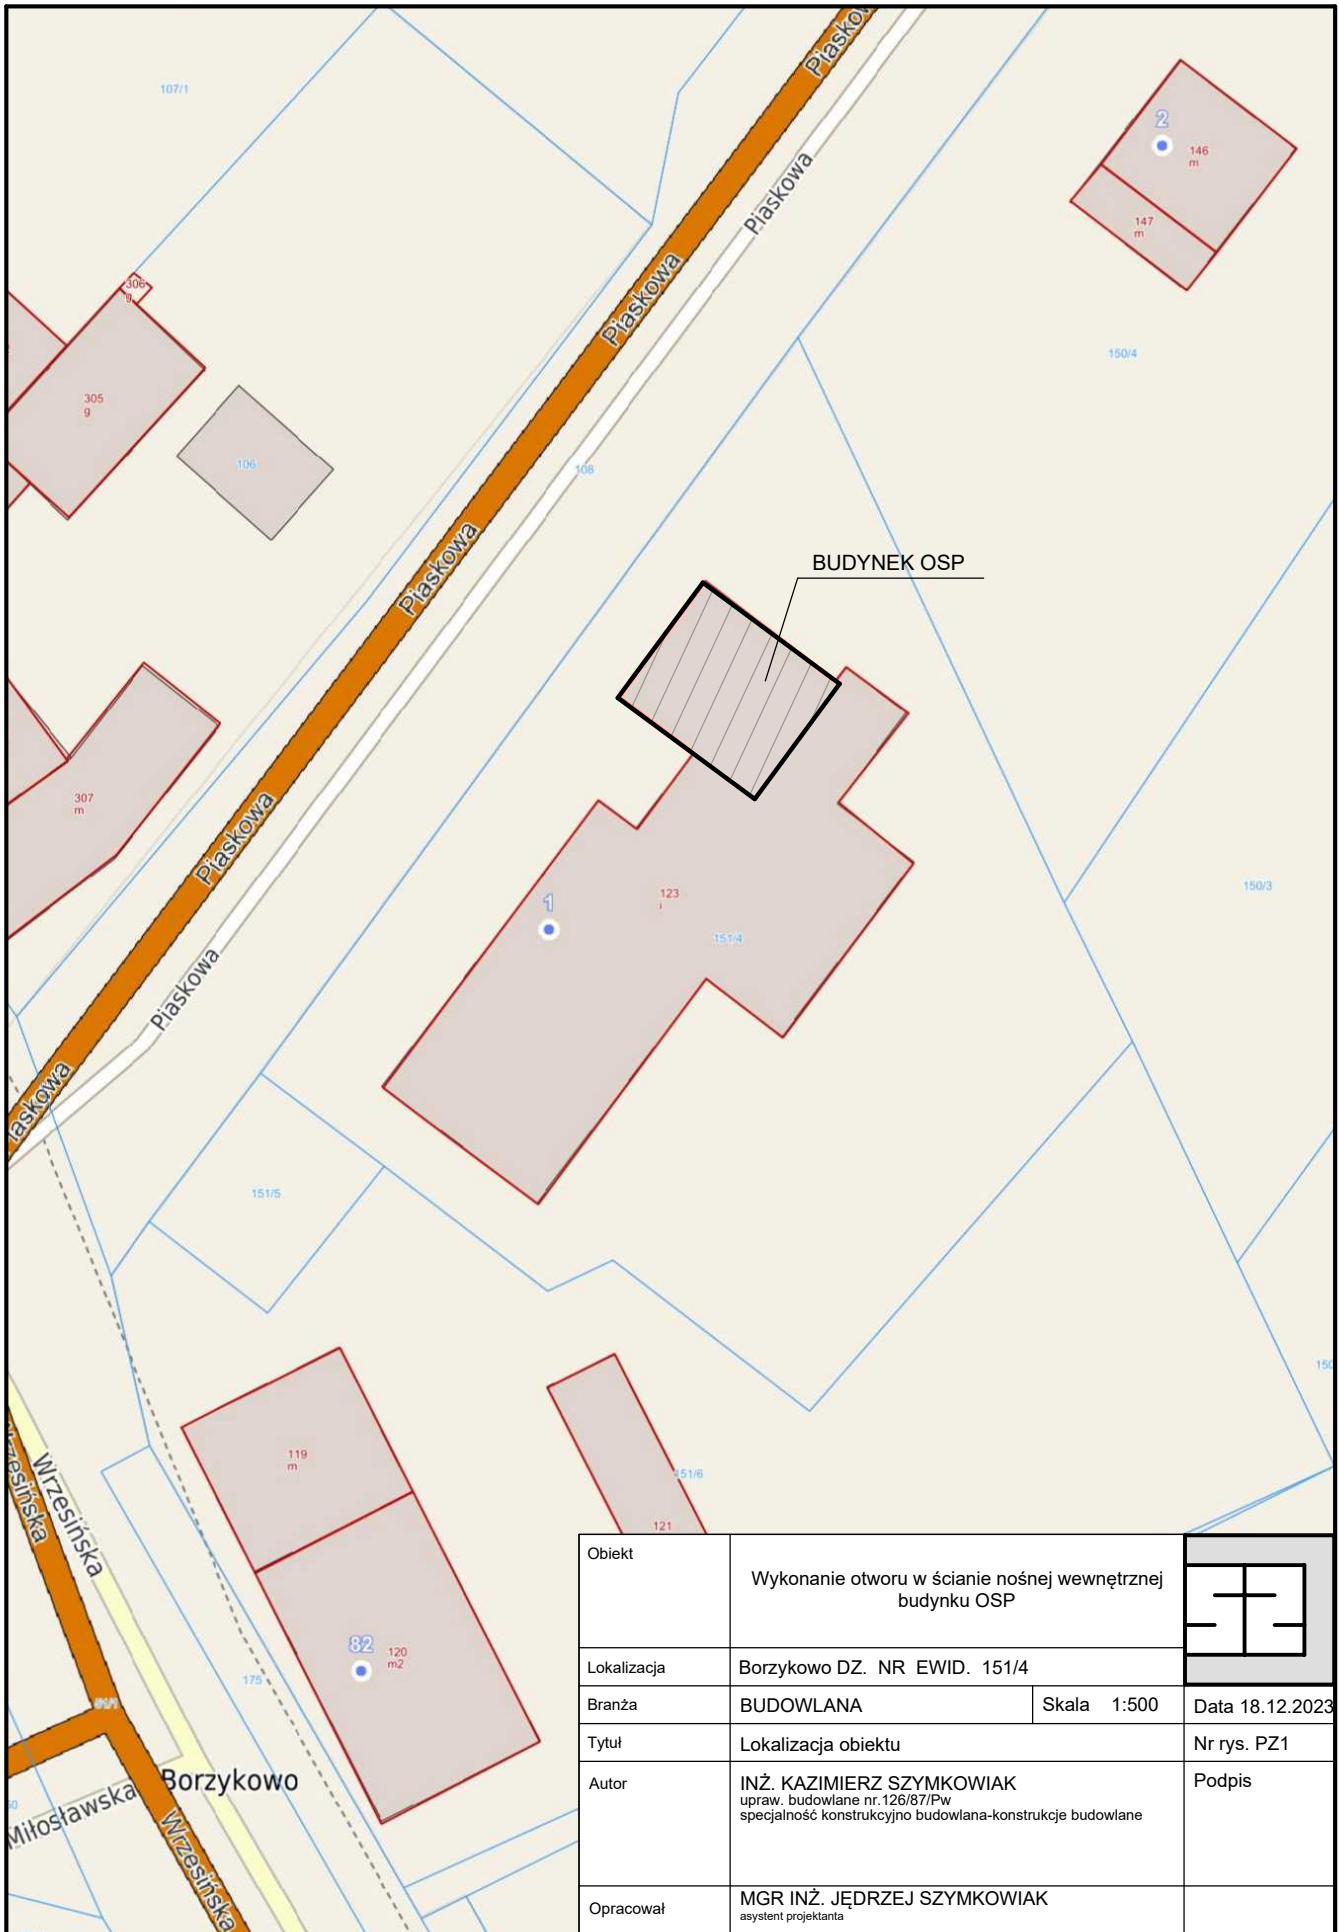 Piaskowa
107/1
2
146
m
Piaskowa
147
m
Piaskowa
306
g
150/4
305
g
106
108
Piaskowa
BUDYNEK OSP
307
m
Piaskowa
123
i
1
150/3
151/4
Piaskowa
Piaskowa
151/5
150
119
m
Wrzesińska
Wrzesińska
151/6
121
82
120
m2
175
Borzykowo
Miłosławska
Wrzesińska
Obiekt
Wykonanie otworu w ścianie nośnej wewnętrznej
budynku OSP
Lokalizacja
Borzykowo DZ. NR EWID. 151/4
Branża
BUDOWLANA
Skala 1:500
Data 18.12.2023
Tytuł
Lokalizacja obiektu
Nr rys. PZ1
Autor
INŻ. KAZIMIERZ SZYMKOWIAK
upraw. budowlane nr.126/87/Pw
specjalność konstrukcyjno budowlana-konstrukcje budowlane
Podpis
Opracował
MGR INŻ. JĘDRZEJ SZYMKOWIAK
asystent projektanta